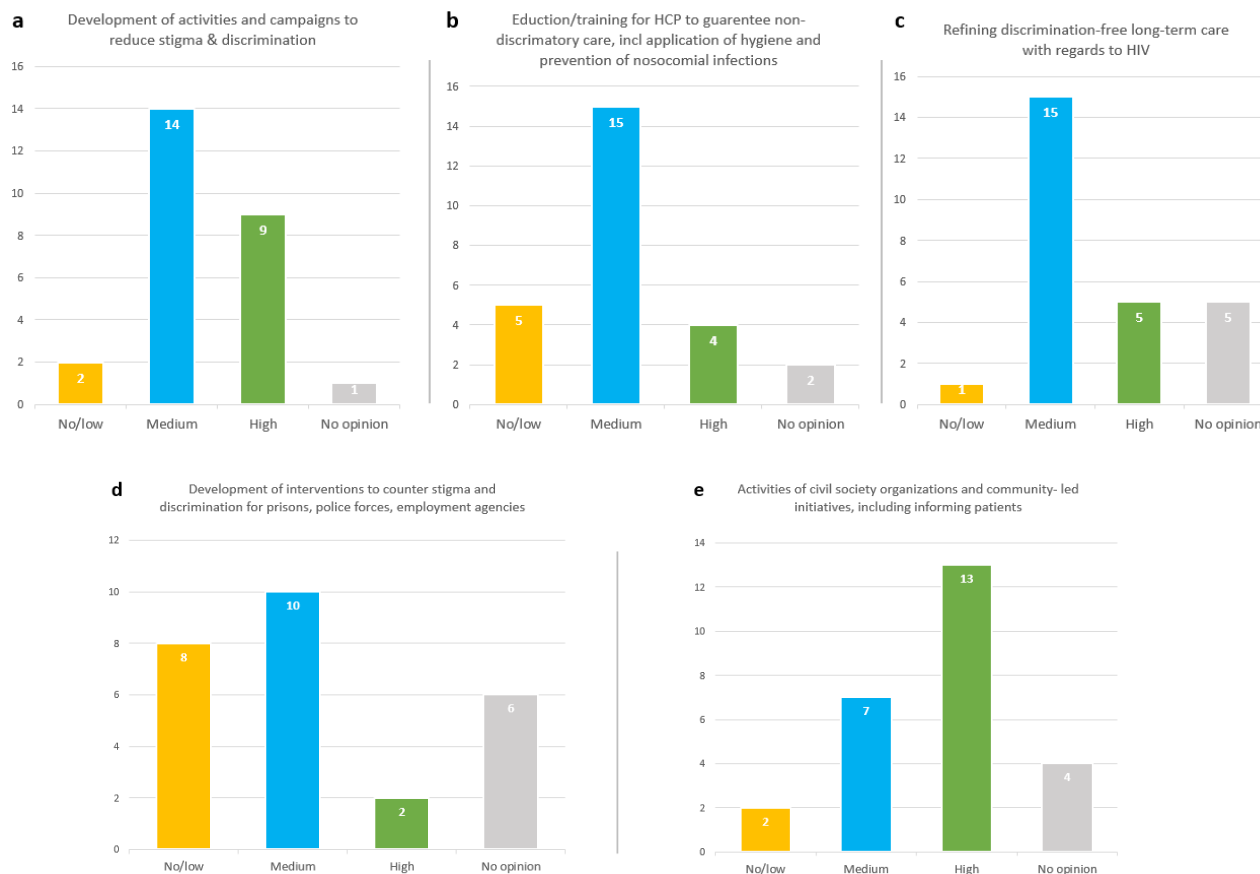 a
Development of activities and campaigns to
reduce stigma & discrimination
16
14
12
10
8
6
4
2
0
14
9
2
1
No/low Medium High No opinion
b
Eduction/training for HCP to guarentee non-
discrimatory care, incl application of hygiene and
prevention of nosocomial infections
16
14
12
10
8
6
4
2
0
15
5
4
2
No/low Medium High No opinion
c
Refining discrimination-free long-term care
with regards to HIV
16
14
12
10
8
6
4
2
0
15
5 5
1
No/low Medium High No opinion
d
Development of interventions to counter stigma and
discrimination for prisons, police forces, employment agencies
12
10
8
6
4
2
0
10
8
6
2
No/low Medium High No opinion
e
Activities of civil society organizations and community- led
initiatives, including informing patients
14
12
10
8
6
4
2
0
13
7
4
2
No/low Medium High No opinion